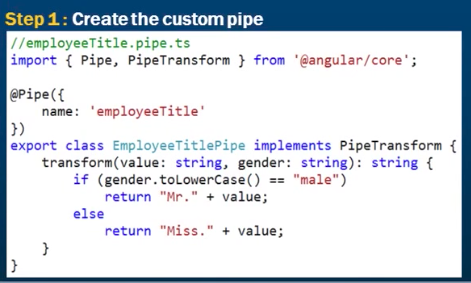 Step 1 : Create the custom pipe
//employeeTitle.pipe.ts
import { Pipe, PipeTransform } from '@angular/core';
@Pipe({
    name: 'employeeTitle'
})
export class EmployeeTitlePipe implements PipeTransform {
    transform(value: string, gender: string): string {
        if (gender.toLowerCase() == "male")
            return "Mr." + value;
        else
            return "Miss." + value;
    }
}